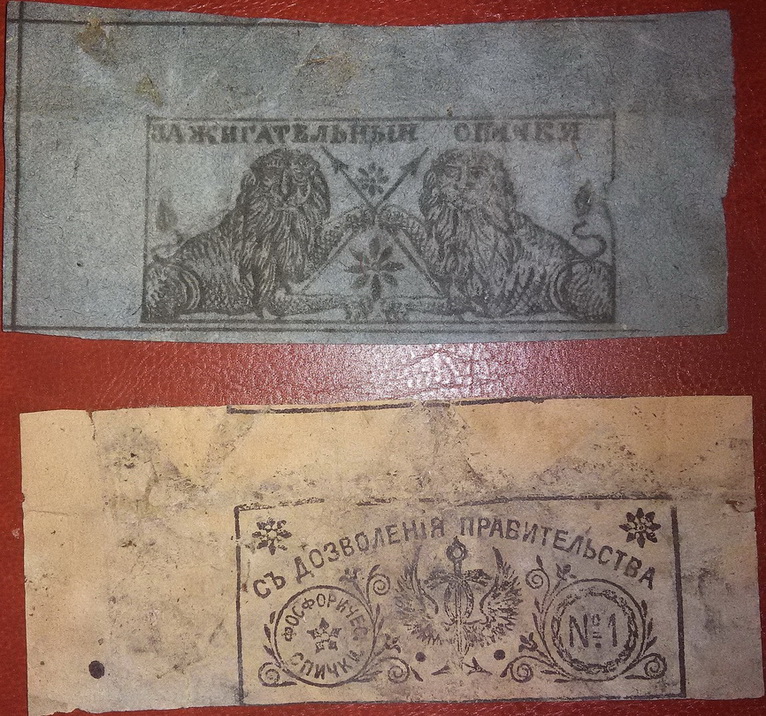 ЗАЖИГАТЕЛЬНЫЯ СПИЧКИ
СЪ ДОЗВОЛЕНІЯ ПРАВИТЕЛЬСТВА
ФОСФОРИЧЕС
СПИЧКИ
№1